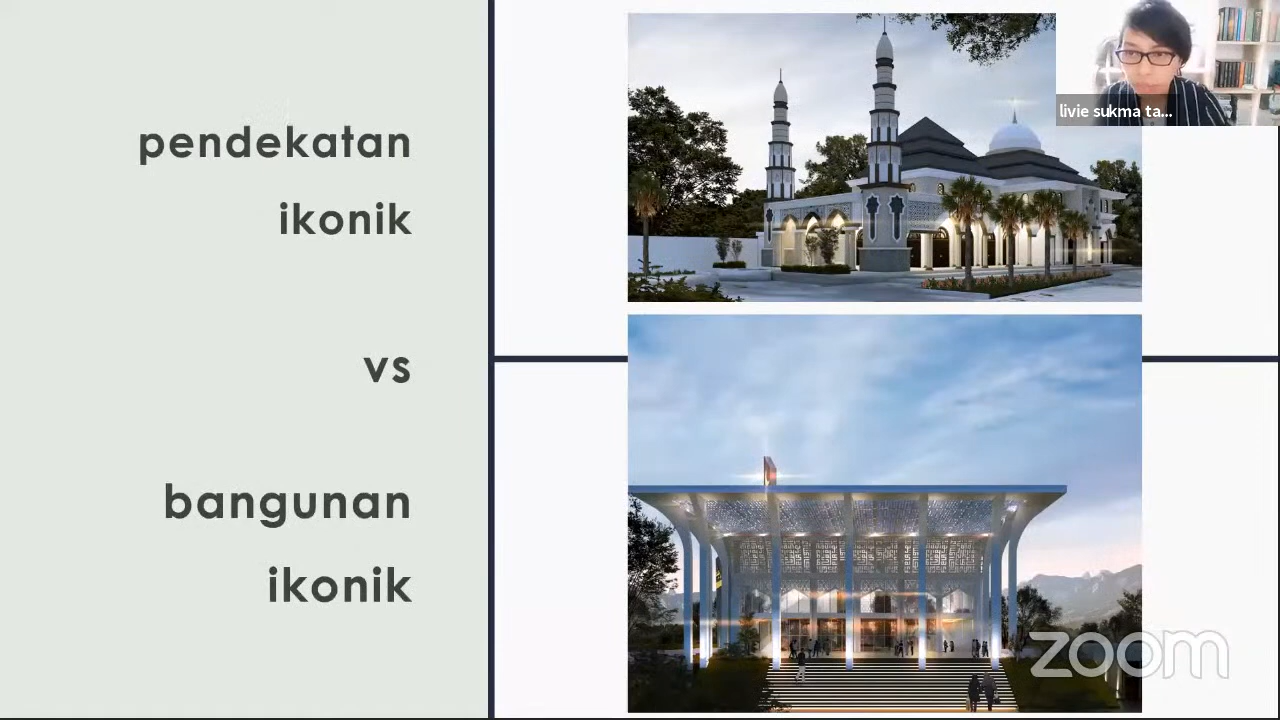 pendekatan
ikonik
vs
bangunan
ikonik
livie sukma ta...
zoom